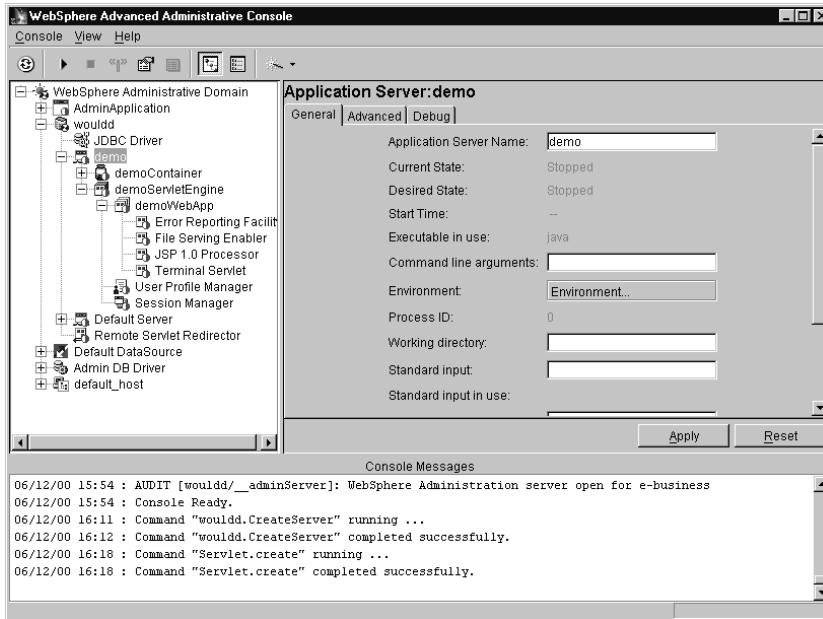 WebSphere Advanced Administrative Console
Console View Help
WebSphere Administrative Domain
AdminApplication
wouldd
JDBC Driver
demo
demoContainer
demoServletEngine
demoWebApp
Error Reporting Facilit
File Serving Enabler
JSP 1.0 Processor
Terminal Servlet
User Profile Manager
Session Manager
Default Server
Remote Servlet Redirector
Default DataSource
Admin DB Driver
default_host
Application Server:demo
General Advanced Debug
Application Server Name: demo
Current State: Stopped
Desired State: Stopped
Start Time: --
Executable in use: java
Command line arguments:
Environment: Environment...
Process ID: 0
Working directory:
Standard input:
Standard input in use:
Apply Reset
Console Messages
06/12/00 15:54 : AUDIT [wouldd/__adminServer]: WebSphere Administration server open for e-business
06/12/00 15:54 : Console Ready.
06/12/00 16:11 : Command "wouldd.CreateServer" running ...
06/12/00 16:12 : Command "wouldd.CreateServer" completed successfully.
06/12/00 16:18 : Command "Servlet.create" running ...
06/12/00 16:18 : Command "Servlet.create" completed successfully.